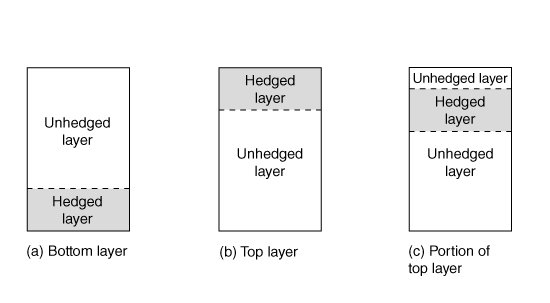 Unhedged
layer
Hedged
layer
(a) Bottom layer
Hedged
layer
Unhedged
layer
(b) Top layer
Unhedged layer
Hedged
layer
Unhedged
layer
(c) Portion of
top layer